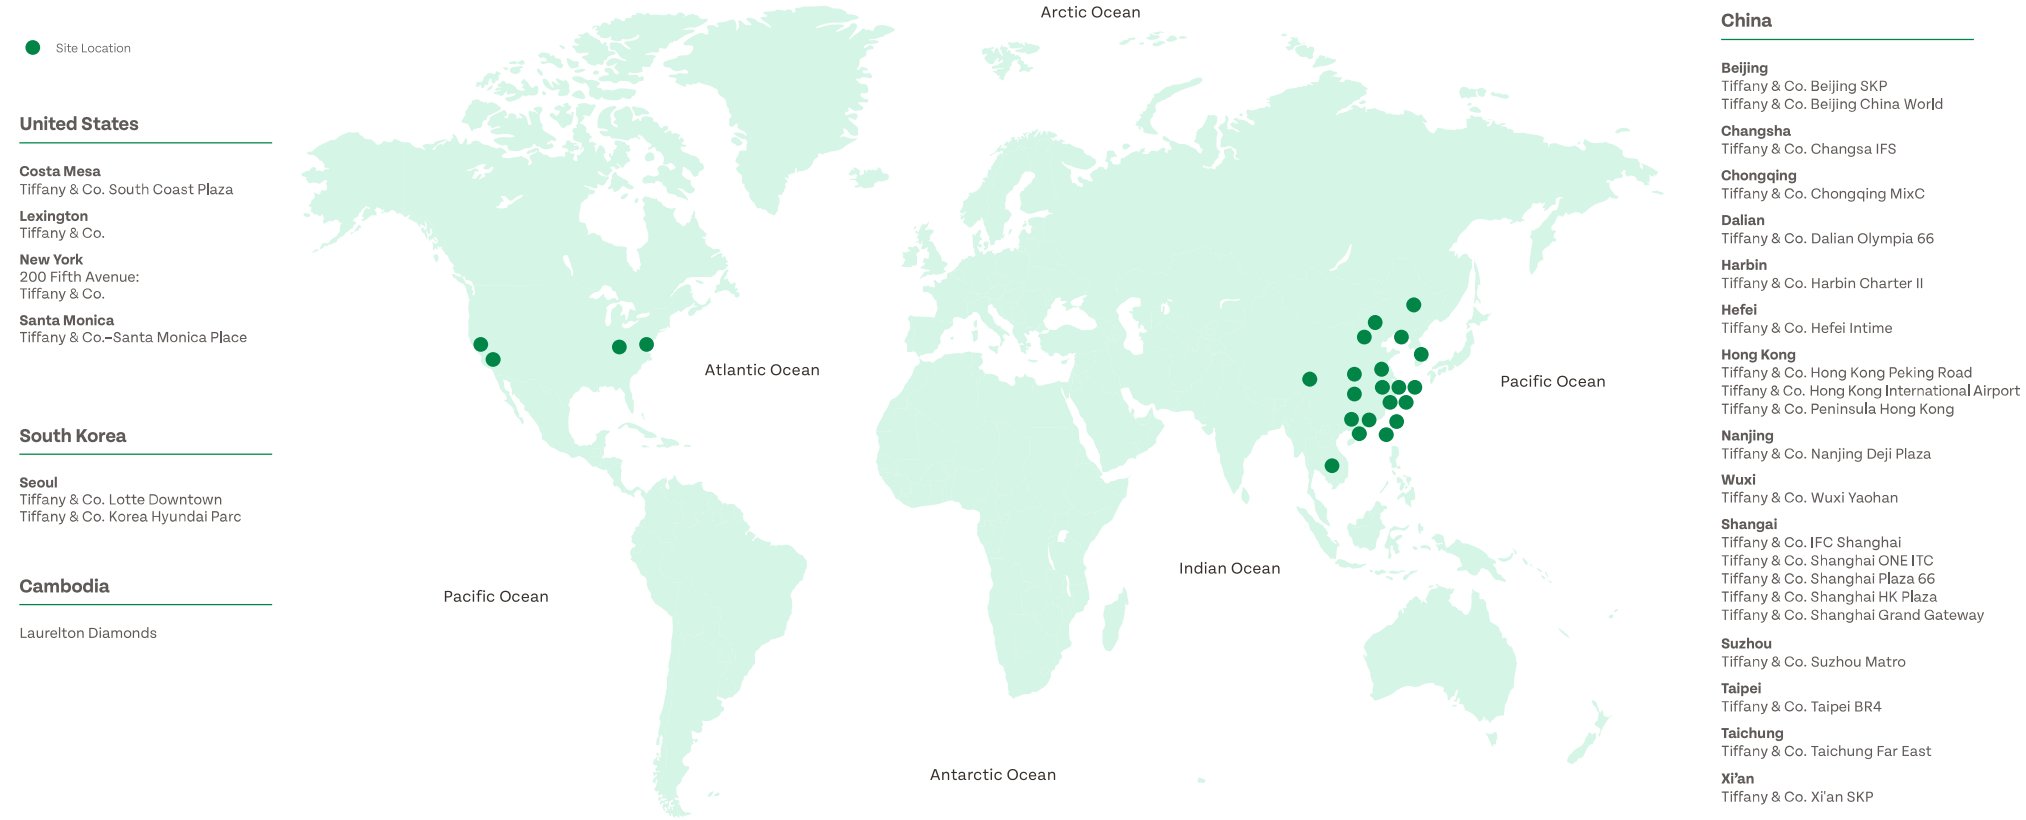 Site Location
United States
Costa Mesa
Tiffany & Co. South Coast Plaza
Lexington
Tiffany & Co.
New York
200 Fifth Avenue:
Tiffany & Co.
Santa Monica
Tiffany & Co.–Santa Monica Place
South Korea
Seoul
Tiffany & Co. Lotte Downtown
Tiffany & Co. Korea Hyundai Parc
Cambodia
Laurelton Diamonds
Arctic Ocean
Atlantic Ocean
Pacific Ocean
Indian Ocean
Pacific Ocean
Antarctic Ocean
China
Beijing
Tiffany & Co. Beijing SKP
Tiffany & Co. Beijing China World
Changsha
Tiffany & Co. Changsa IFS
Chongqing
Tiffany & Co. Chongqing MixC
Dalian
Tiffany & Co. Dalian Olympia 66
Harbin
Tiffany & Co. Harbin Charter II
Hefei
Tiffany & Co. Hefei Intime
Hong Kong
Tiffany & Co. Hong Kong Peking Road
Tiffany & Co. Hong Kong International Airport
Tiffany & Co. Peninsula Hong Kong
Nanjing
Tiffany & Co. Nanjing Deji Plaza
Wuxi
Tiffany & Co. Wuxi Yaohan
Shangai
Tiffany & Co. IFC Shanghai
Tiffany & Co. Shanghai ONE ITC
Tiffany & Co. Shanghai Plaza 66
Tiffany & Co. Shanghai HK Plaza
Tiffany & Co. Shanghai Grand Gateway
Suzhou
Tiffany & Co. Suzhou Matro
Taipei
Tiffany & Co. Taipei BR4
Taichung
Tiffany & Co. Taichung Far East
Xi’an
Tiffany & Co. Xi'an SKP